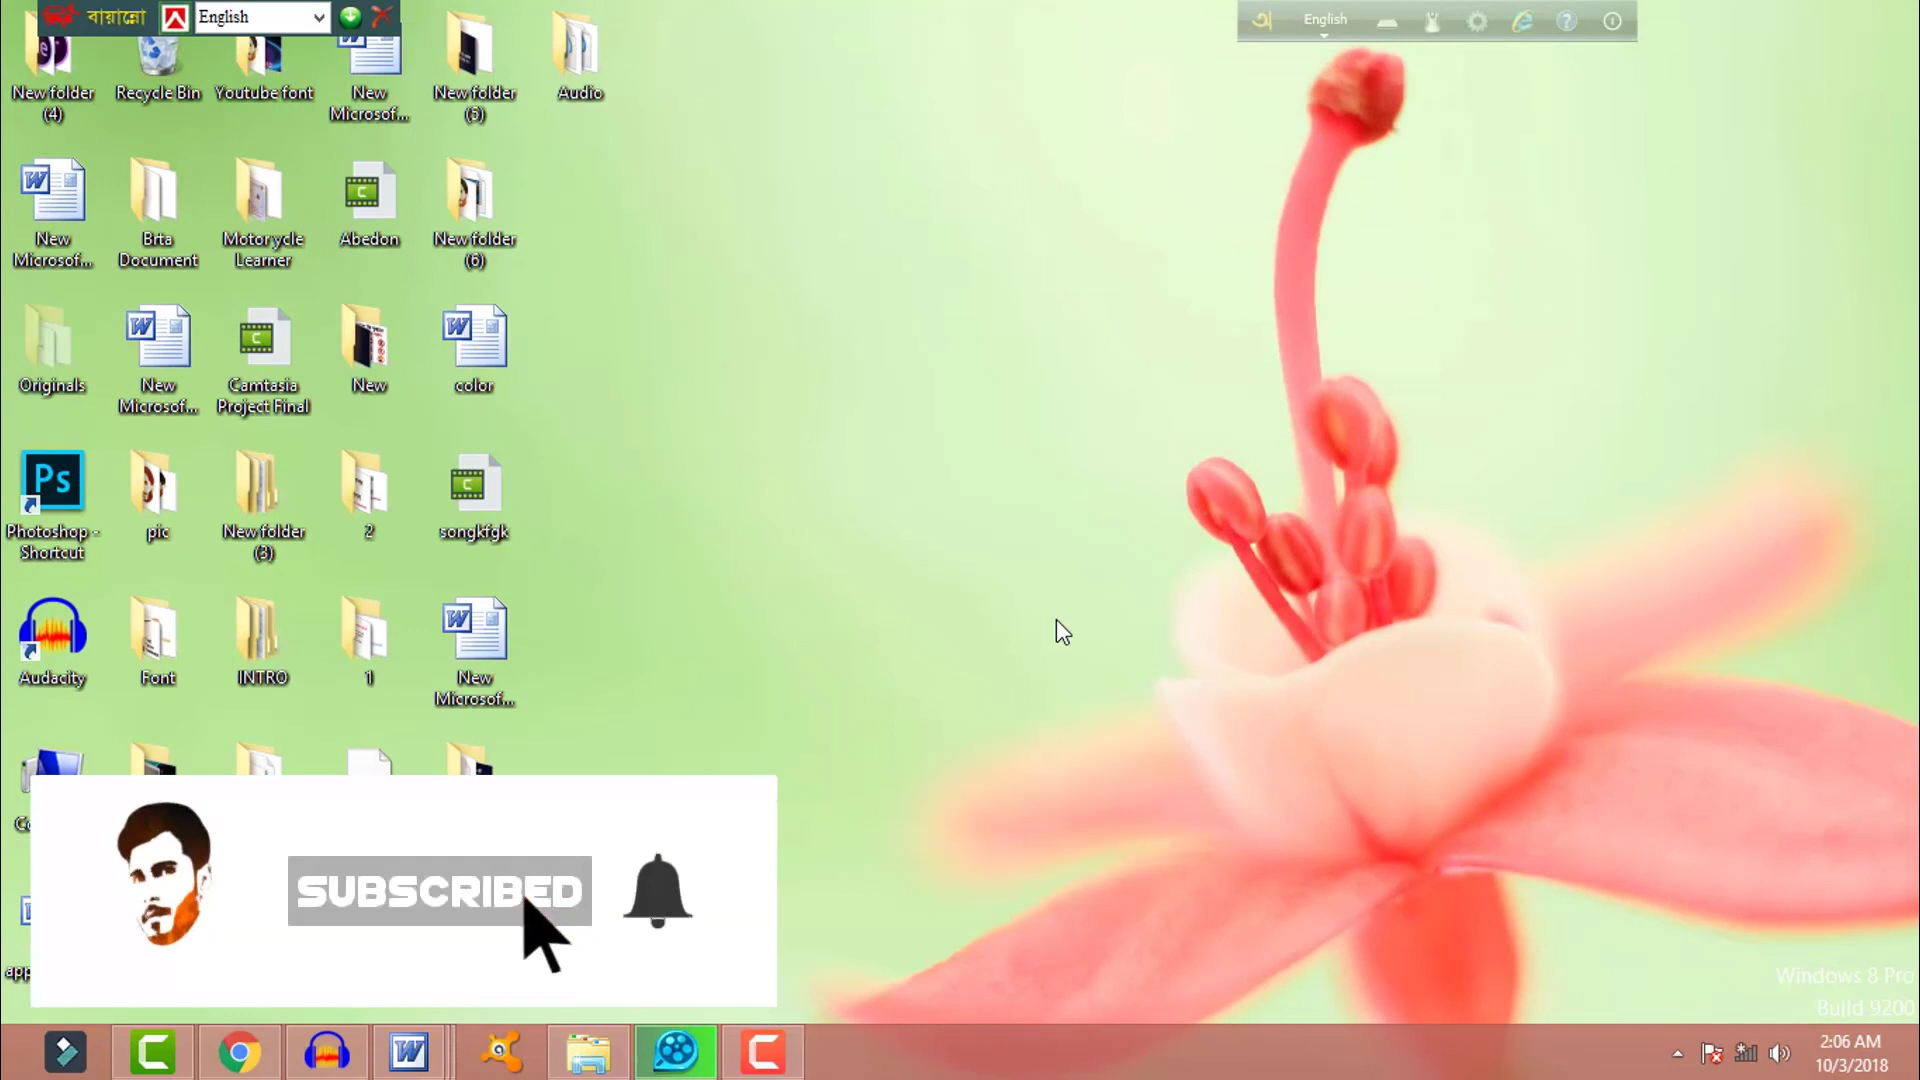 বায়ান্নো
English
English
New folder
(4)
Recycle Bin
Youtube font
New
Microsof...
New folder
(5)
Audio
New
Microsof...
Brta
Document
Motorycle
Learner
Abedon
New folder
(6)
Originals
New
Microsof...
Camtasia
Project Final
New
color
Ps
Photoshop -
Shortcut
pic
New folder
(3)
2
songkfgk
Audacity
Font
INTRO
1
New
Microsof...
SUBSCRIBED
Windows 8 Pro
Build 9200
2:06 AM
10/3/2018